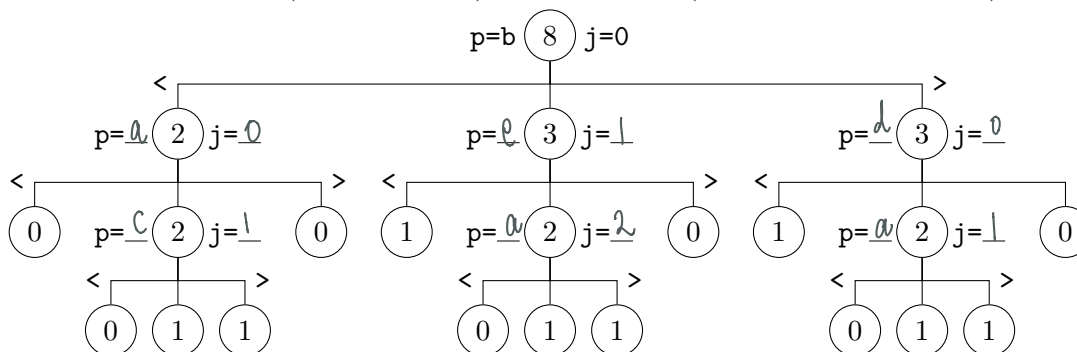 p=b 8 j=0
< >
p=a 2 j=0 p=e 3 j=1 p=d 3 j=0
< > < > < >
0 p=c 2 j=1 0 1 p=a 2 j=2 0 1 p=a 2 j=1 0
< > < > < >
0 1 1 0 1 1 0 1 1